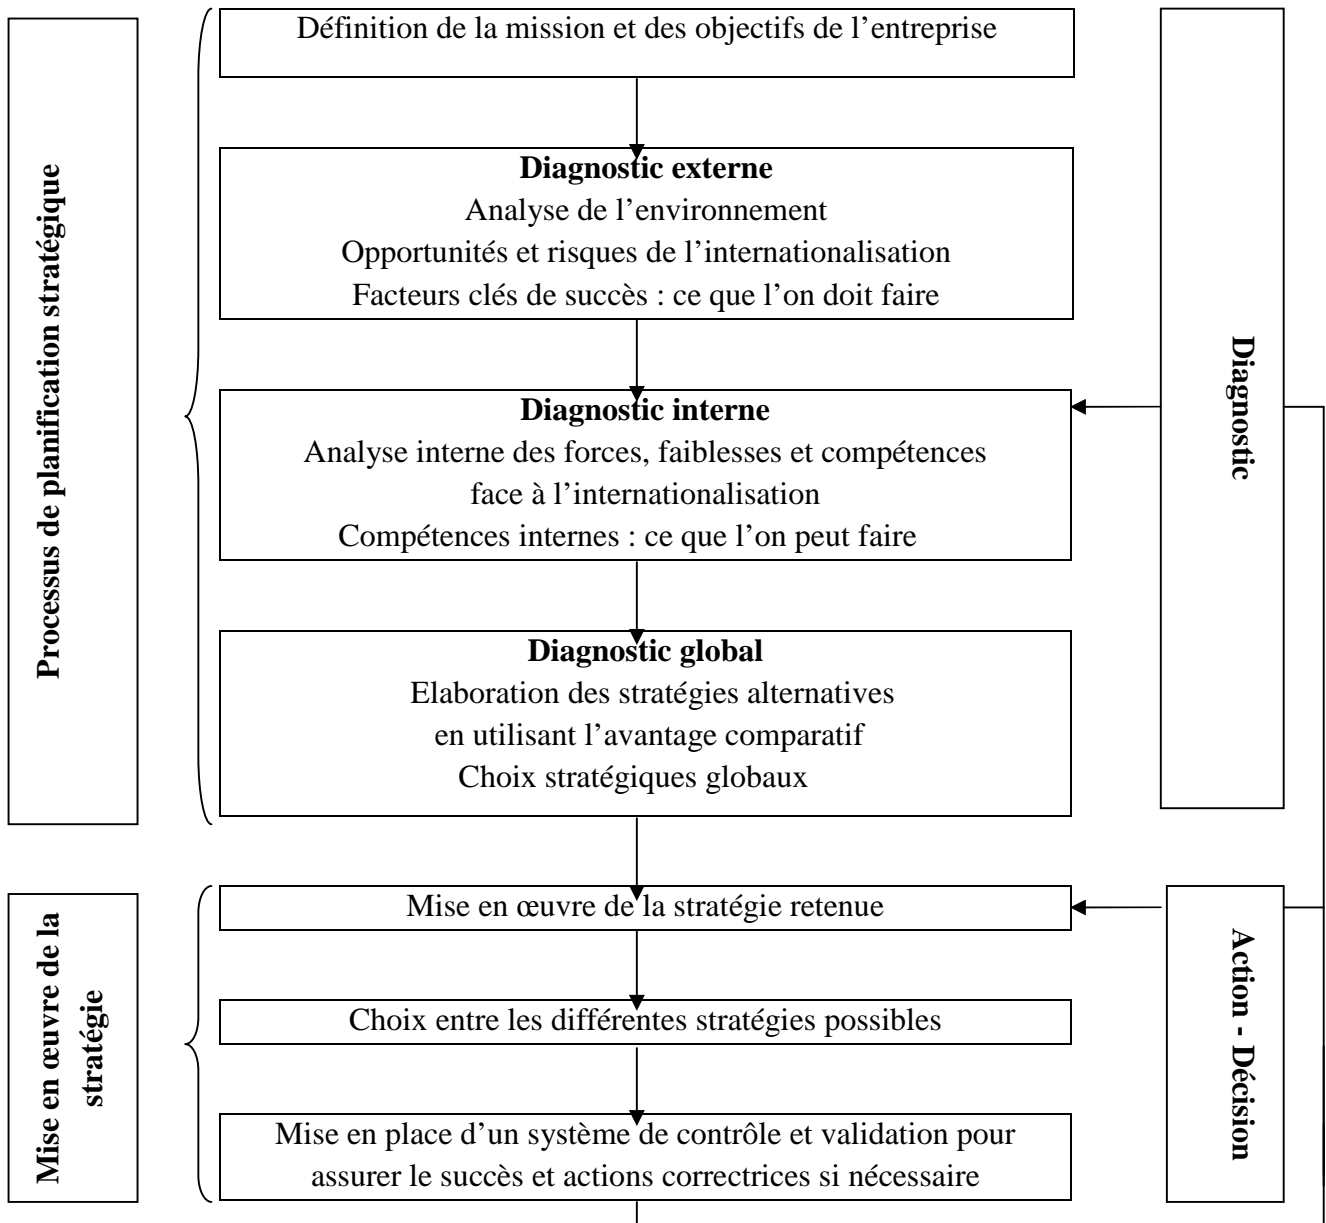 Définition de la mission et des objectifs de l’entreprise
Processus de planification stratégique
Diagnostic externe
Analyse de l’environnement
Opportunités et risques de l’internationalisation
Facteurs clés de succès : ce que l’on doit faire
Diagnostic
Diagnostic interne
Analyse interne des forces, faiblesses et compétences
face à l’internationalisation
Compétences internes : ce que l’on peut faire
Diagnostic global
Elaboration des stratégies alternatives
en utilisant l’avantage comparatif
Choix stratégiques globaux
Mise en œuvre de la
stratégie
Mise en œuvre de la stratégie retenue
Choix entre les différentes stratégies possibles
Mise en place d’un système de contrôle et validation pour
assurer le succès et actions correctrices si nécessaire
Action - Décision